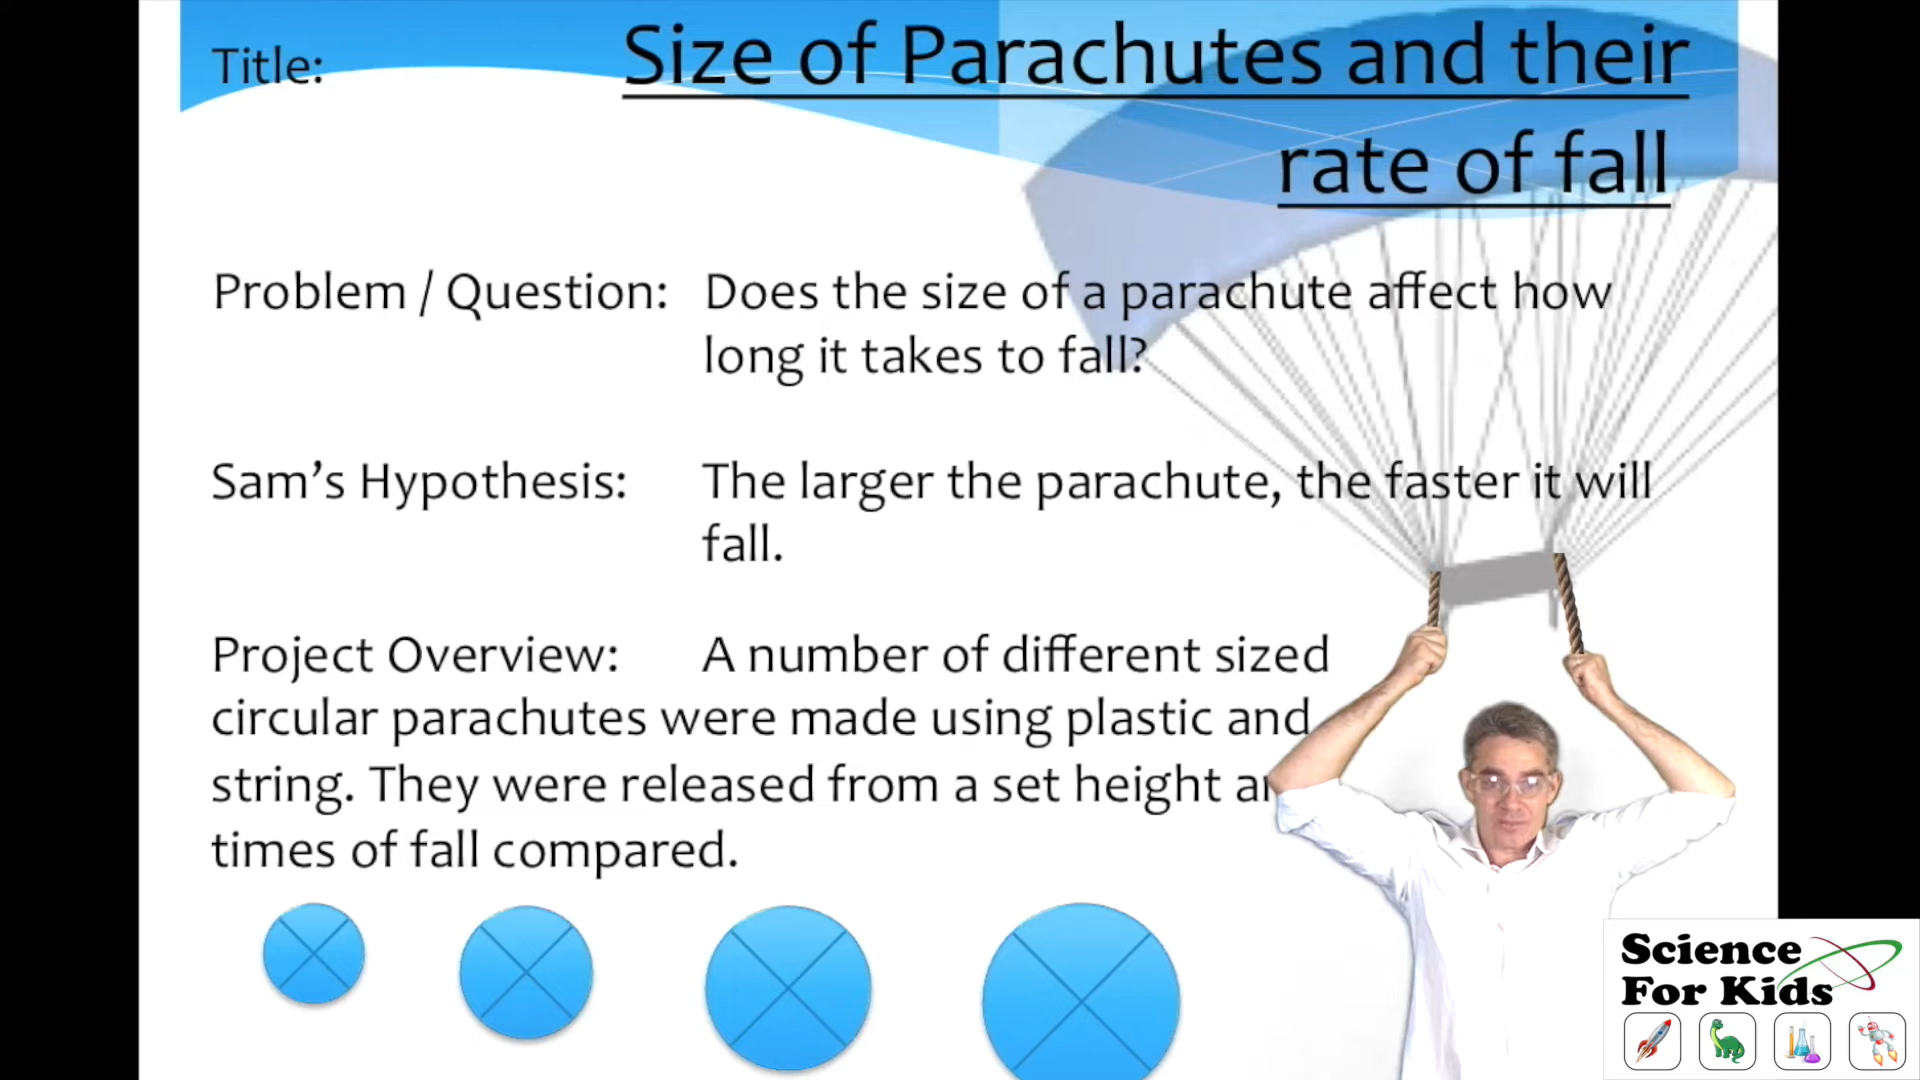 Title:
Size of Parachutes and their
rate of fall
Problem / Question: Does the size of a parachute affect how
long it takes to fall?
Sam's Hypothesis: The larger the parachute, the faster it will
fall.
Project Overview: A number of different sized
circular parachutes were made using plastic and
string. They were released from a set height
times of fall compared.
Science
For Kids